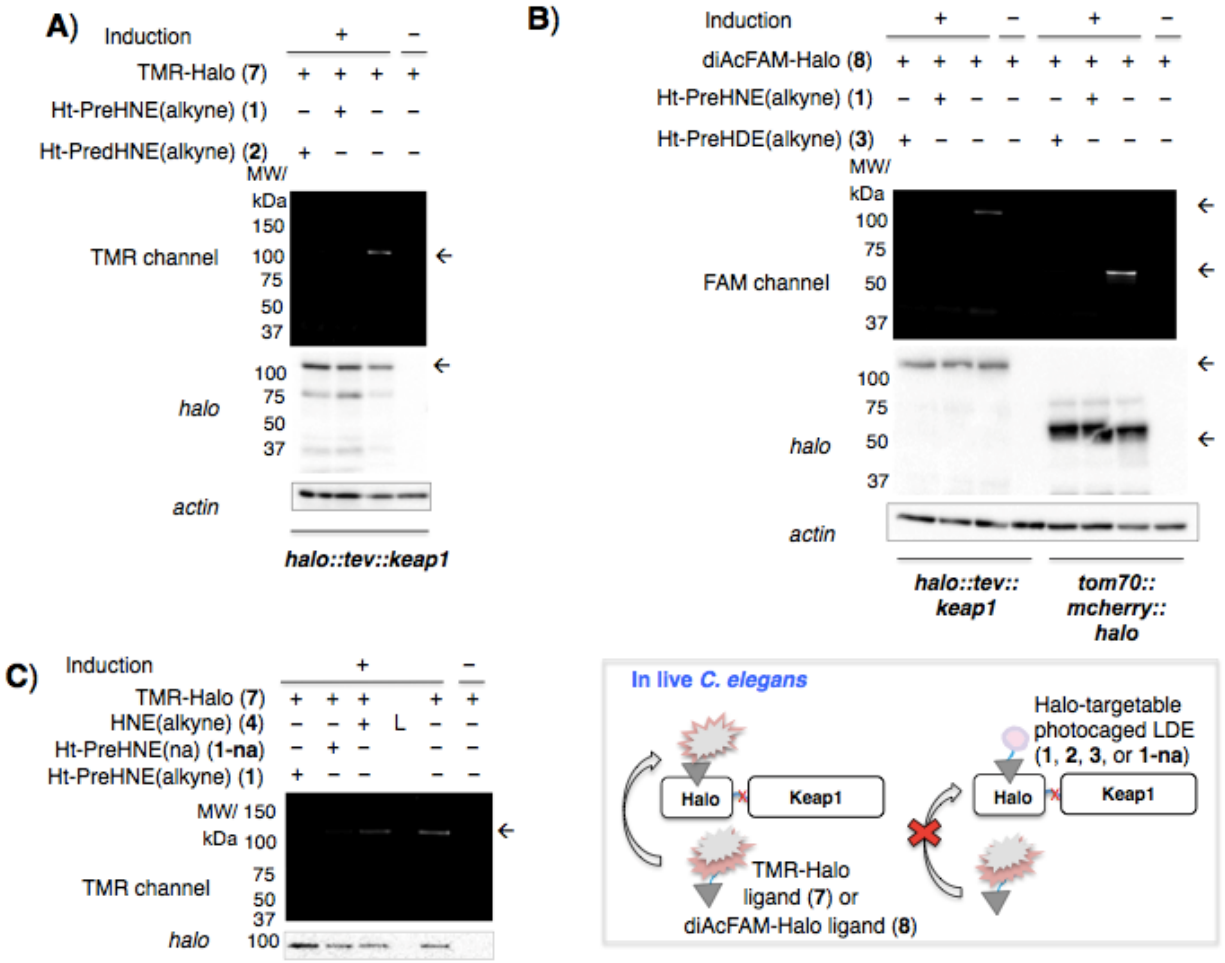 A)
Induction + −
TMR-Halo (7) + + + +
Ht-PreHNE(alkyne) (1) − + − −
Ht-PredHNE(alkyne) (2) + − − −
MW/
kDa
150
100
75
50
37
TMR channel
←
100
75
50
37
halo
←
actin
halo::tev::keap1
B)
Induction + − + −
diAcFAM-Halo (8) + + + + + + + +
Ht-PreHNE(alkyne) (1) − + − − − + − −
Ht-PreHDE(alkyne) (3) + − − − + − − −
MW/
kDa
100
75
50
37
FAM channel
←
←
100
75
50
37
halo
←
←
actin
halo::tev::
keap1
tom70::
mcherry::
halo
C)
Induction + −
TMR-Halo (7) + + + + +
HNE(alkyne) (4) − − + L − −
Ht-PreHNE(na) (1-na) − + − − −
Ht-PreHNE(alkyne) (1) + − − − −
MW/ 150
kDa 100
75
50
37
TMR channel
←
halo 100
In live C. elegans
Halo Keap1
TMR-Halo
ligand (7) or
diAcFAM-Halo ligand (8)
Halo-targetable
photocaged LDE
(1, 2, 3, or 1-na)
Halo Keap1